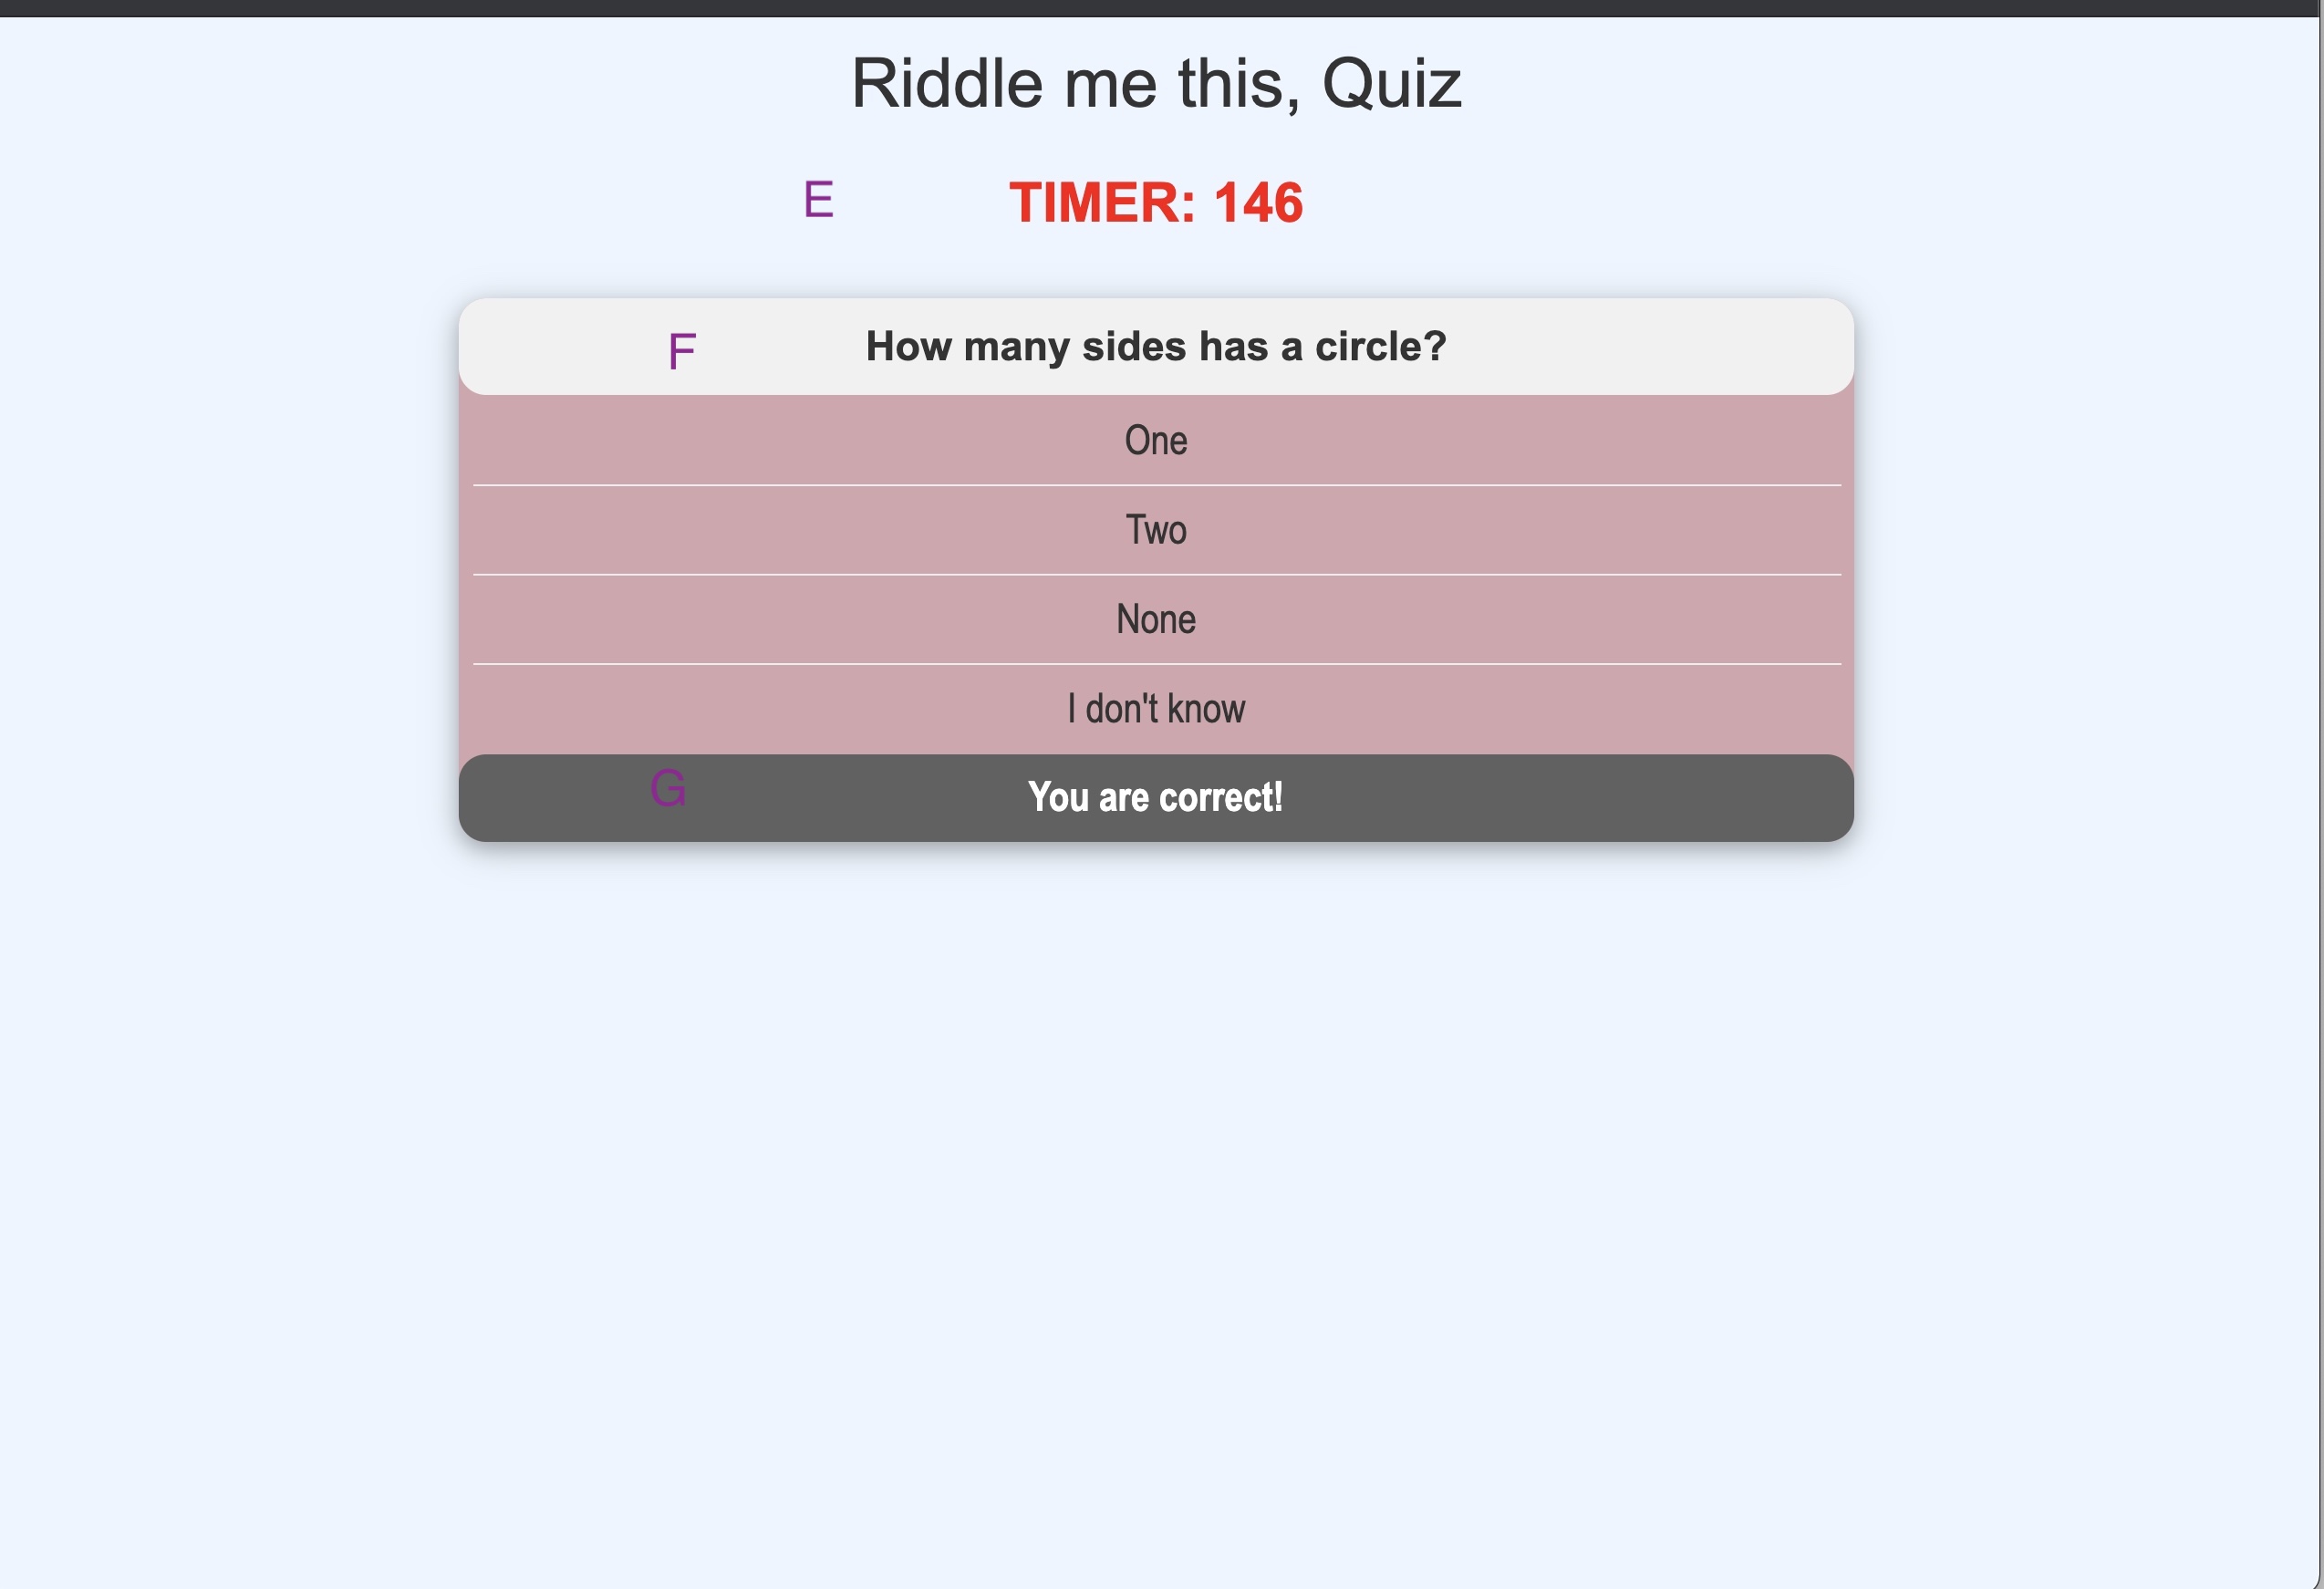 Riddle me this, Quiz
E TIMER: 146
F How many sides has a circle?
One
Two
None
I don't know
G You are correct!